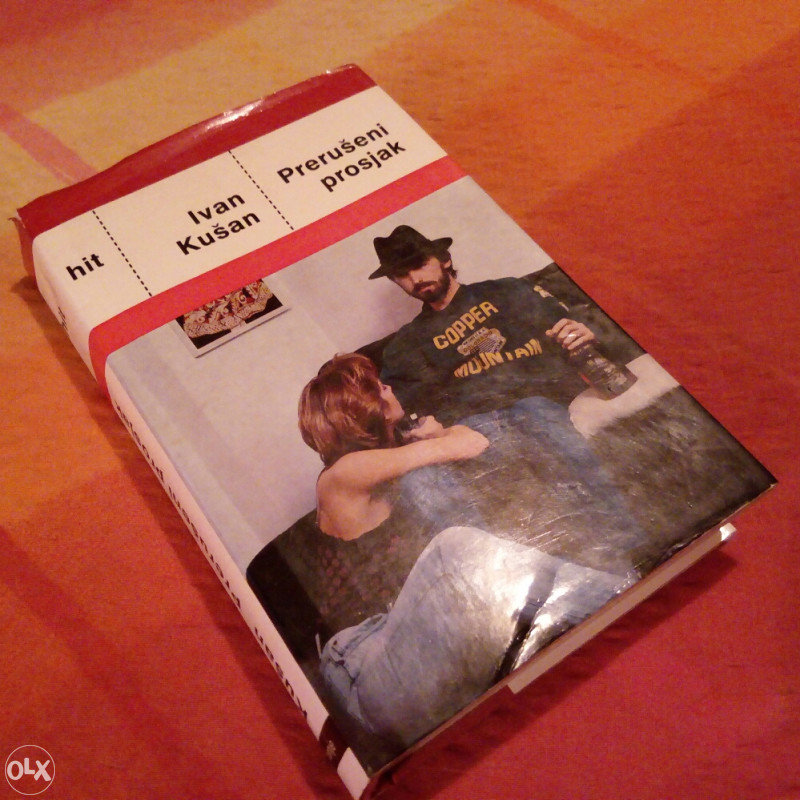 hit
Ivan
Kušan
Prerušeni
prosjak
COPPER
MOUNTAIN
OLX